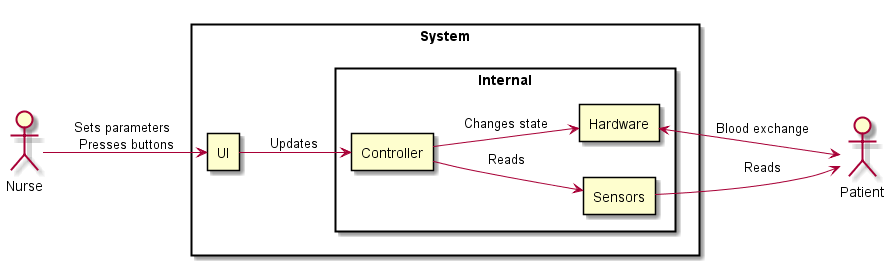 System
Internal
Sets parameters
Presses buttons
Nurse
UI
Updates
Controller
Changes state
Reads
Hardware
Sensors
Blood exchange
Reads
Patient